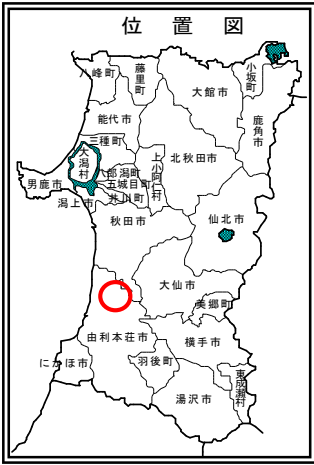 位置図
八峰町
藤里町
大館市
小坂町
鹿角市
能代市
三種町
大潟村
上小阿仁村
北秋田市
八郎潟町
五城目町
井川町
男鹿市
潟上市
秋田市
仙北市
大仙市
美郷町
由利本荘市
横手市
にかほ市
羽後町
東成瀬村
湯沢市